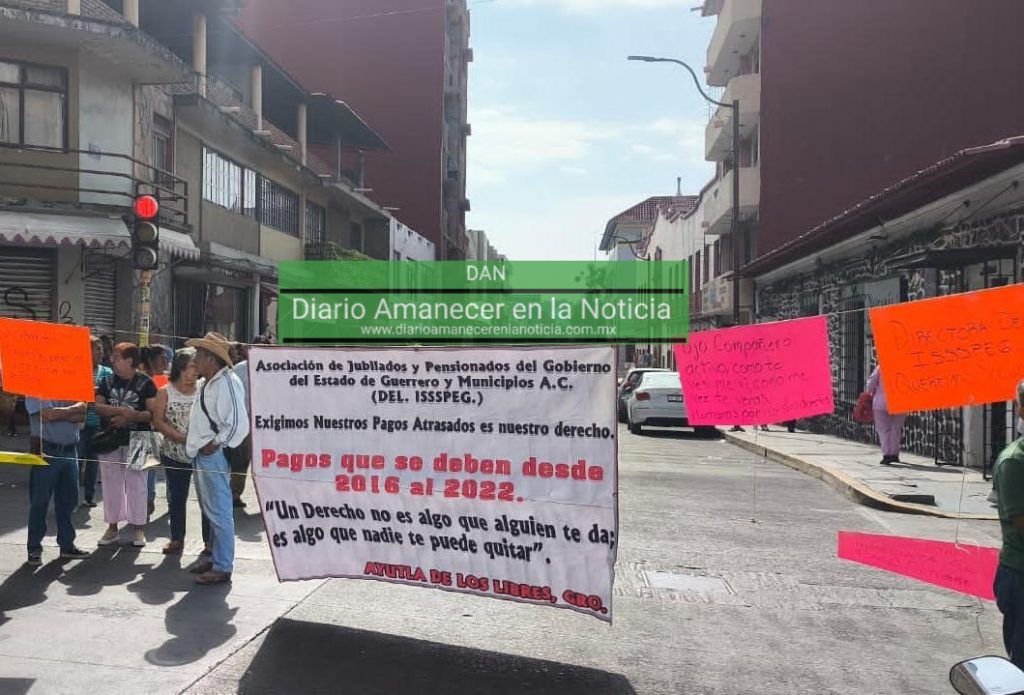 DAN
Diario Amanecer en la Noticia
www.diarioamanecerenlanoticia.com.mx
Asociación de Jubilados y Pensionados del Gobierno
del Estado de Guerrero y Municipios A.C.
(DEL. ISSSPEG.)
Exigimos Nuestros Pagos Atrasados es nuestro derecho.
Pagos que se deben desde
2016 al 2022.
"Un Derecho no es algo que alguien te da;
es algo que nadie te puede quitar".
AYUTLA DE LOS LIBRES, GRO.
Compañero
activo, como te
ves me vi como me
vez te veras.
DIRECTORA DE
ISSSPEG
QUEREMOS